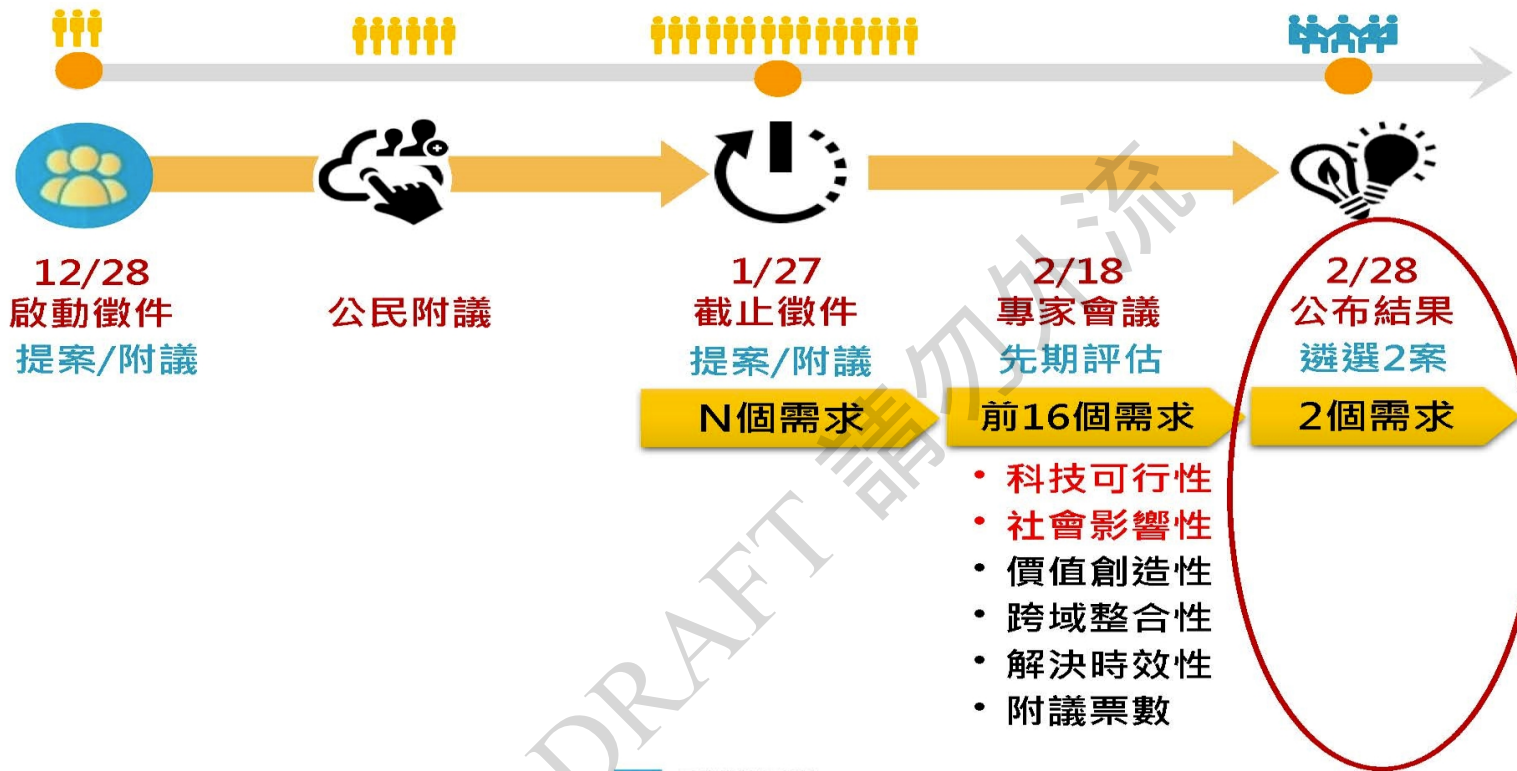 12/28
啟動徵件
提案/附議
公民附議
1/27
截止徵件
提案/附議
N個需求
2/18
專家會議
先期評估
前16個需求
• 科技可行性
• 社會影響性
• 價值創造性
• 跨域整合性
• 解決時效性
• 附議票數
2/28
公布結果
遴選2案
2個需求
DRAFT 請勿外流